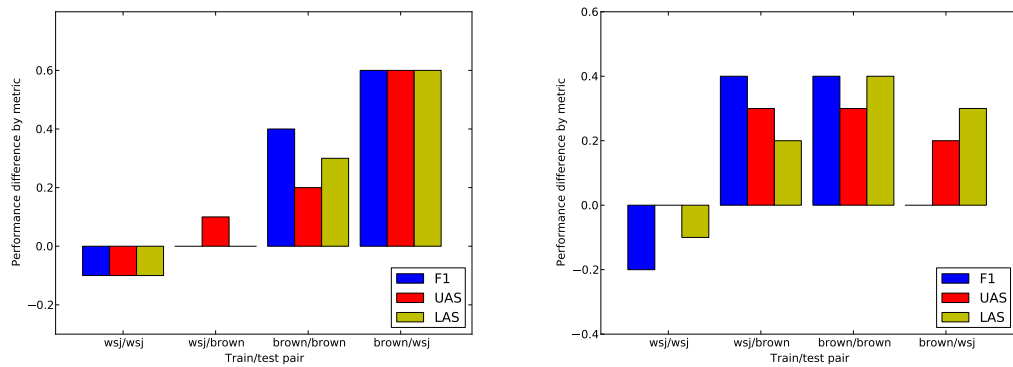 Performance difference by metric
0.6
0.4
0.2
0.0
−0.2
wsj/wsj
wsj/brown
brown/brown
brown/wsj
Train/test pair
F1
UAS
LAS
Performance difference by metric
0.6
0.4
0.2
0.0
−0.2
−0.4
wsj/wsj
wsj/brown
brown/brown
brown/wsj
Train/test pair
F1
UAS
LAS